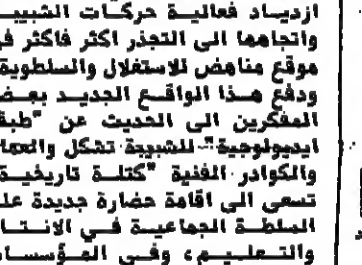 ازدياد فعالية حركات الشبيب
واتجاهها الى التجذر اكثر فاكثر في
موقع مناهض للاستغلال والسلطوية
ودفع هذا الواقع الجديد بعض
المفكرين الى الحديث عن "طبقة
ايديولوجية" للشبيبة تشكل والعمال
والكوادر الفنية "كتلة تاريخية
تسعى الى اقامة حضارة جديدة على
السلطة الجماعية في الانتا
والتعليم، وفي المؤسسات